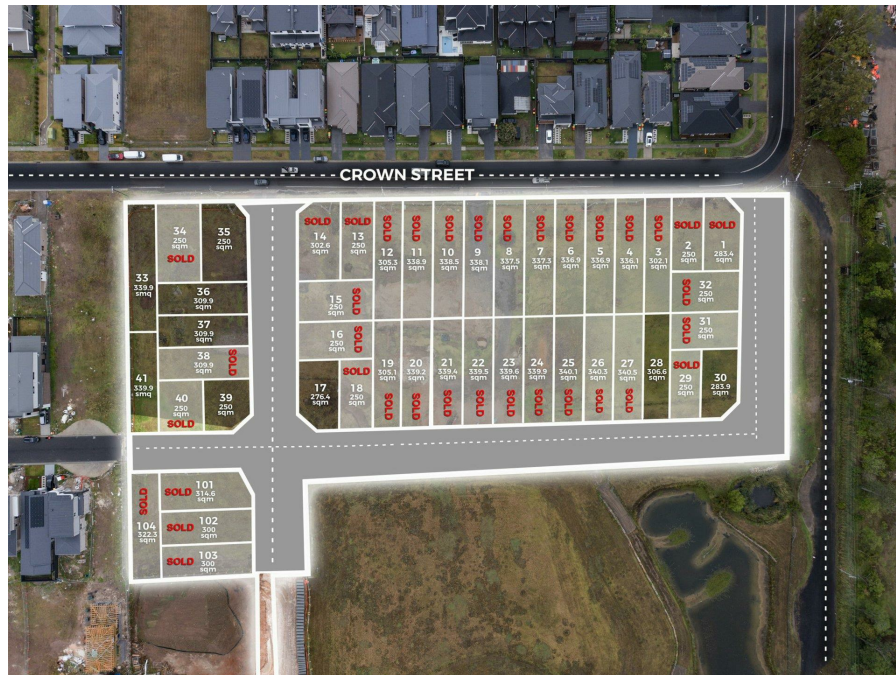 CROWN STREET
34
250
sqm
SOLD
35
250
sqm
33
339.9
smq
36
309.9
sqm
37
309.9
sqm
38
309.9
sqm
SOLD
41
339.9
smq
40
250
sqm
SOLD
39
250
sqm
SOLD
14
302.6
sqm
SOLD
13
250
sqm
SOLD
12
305.3
sqm
SOLD
11
338.9
sqm
SOLD
10
338.5
sqm
SOLD
9
338.1
sqm
SOLD
8
337.5
sqm
SOLD
7
337.3
sqm
SOLD
6
336.9
sqm
SOLD
5
336.9
sqm
SOLD
4
336.1
sqm
SOLD
3
302.1
sqm
SOLD
2
250
sqm
SOLD
1
283.4
sqm
15
250
sqm
SOLD
16
250
sqm
SOLD
SOLD
32
250
sqm
SOLD
31
250
sqm
17
276.4
sqm
SOLD
18
250
sqm
19
305.1
sqm
SOLD
20
339.2
sqm
SOLD
21
339.4
sqm
SOLD
22
339.5
sqm
SOLD
23
339.6
sqm
SOLD
24
339.9
sqm
SOLD
25
340.1
sqm
SOLD
26
340.3
sqm
SOLD
27
340.5
sqm
SOLD
28
306.6
sqm
SOLD
29
250
sqm
30
283.9
sqm
SOLD
104
322.3
sqm
SOLD
101
314.6
sqm
SOLD
102
300
sqm
SOLD
103
300
sqm